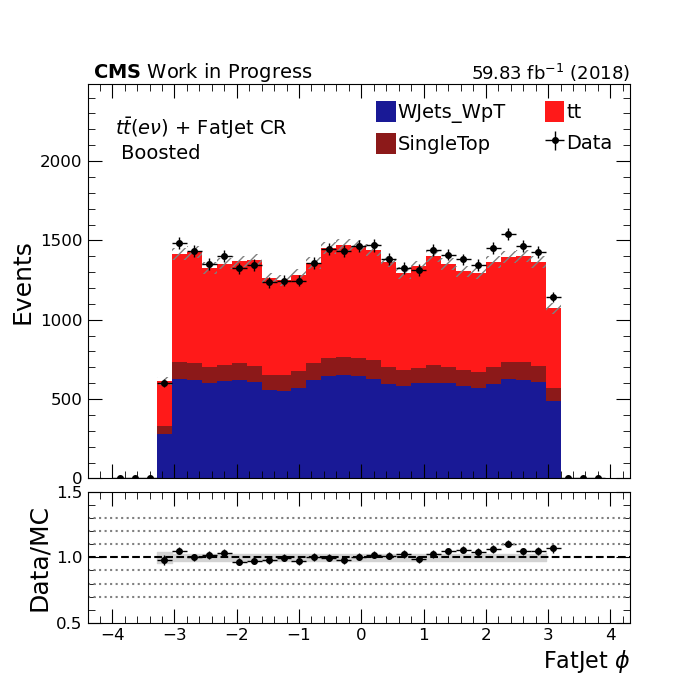 CMS Work in Progress 59.83 fb⁻¹ (2018)
tt̄(eν) + FatJet CR
Boosted
WJets_WpT tt
SingleTop Data
Events
2000
1500
1000
500
0
Data/MC
1.5
1.0
0.5
−4 −3 −2 −1 0 1 2 3 4
FatJet ϕ